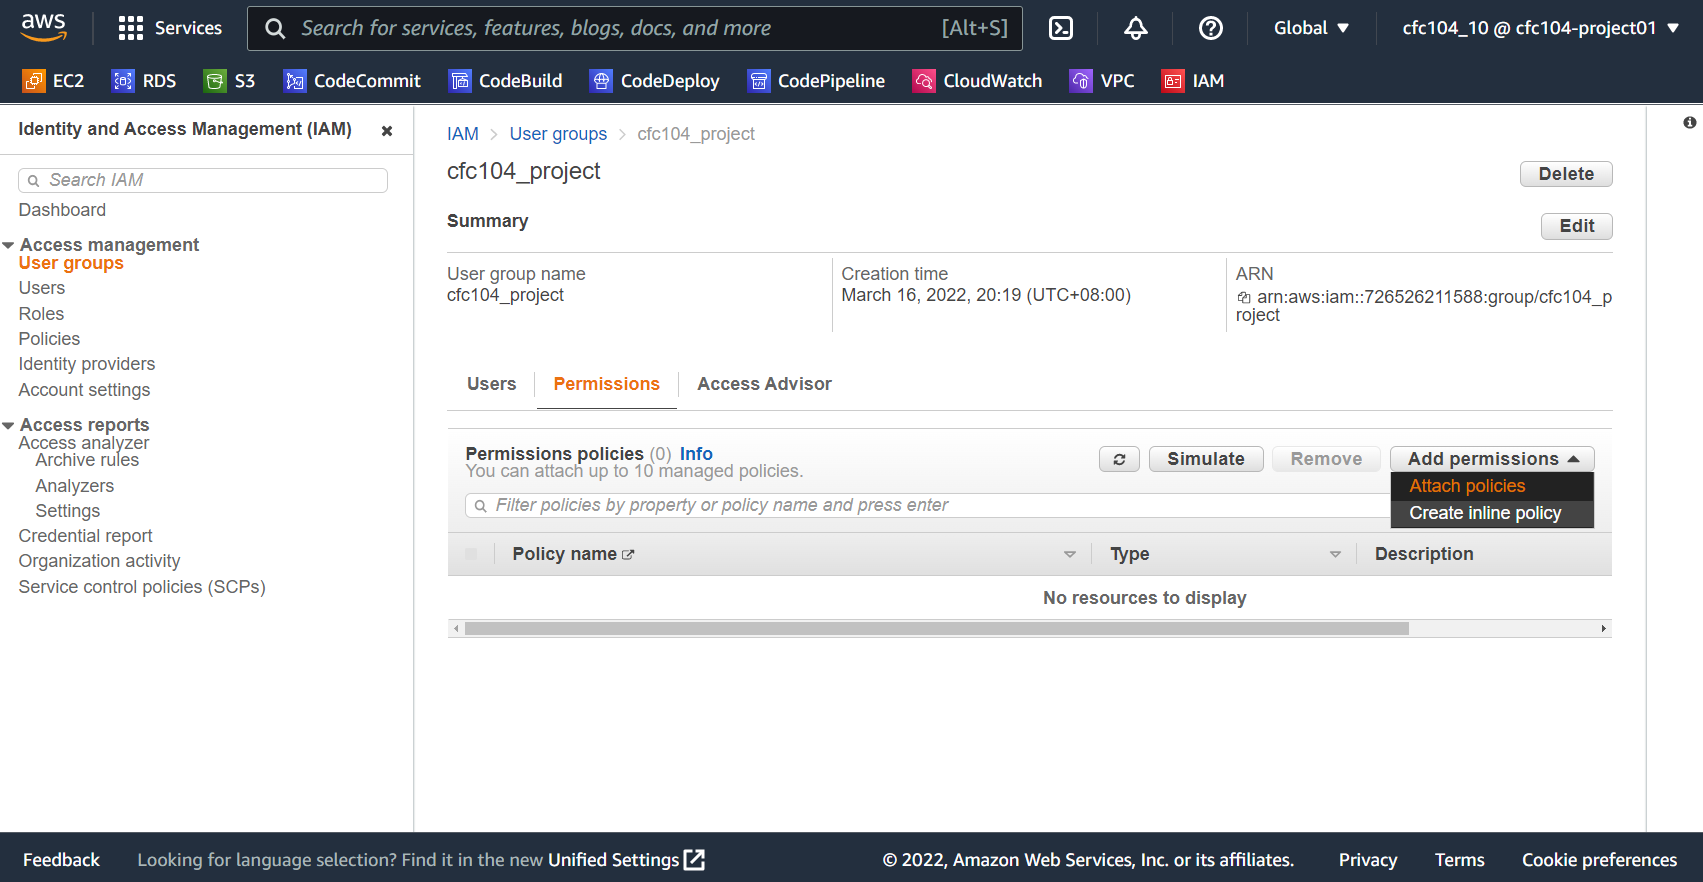 aws
Services
Search for services, features, blogs, docs, and more [Alt+S]
Global
cfc104_10 @ cfc104-project01
EC2 RDS S3 CodeCommit CodeBuild CodeDeploy CodePipeline CloudWatch VPC IAM
Identity and Access Management (IAM)
Search IAM
Dashboard
Access management
User groups
Users
Roles
Policies
Identity providers
Account settings
Access reports
Access analyzer
Archive rules
Analyzers
Settings
Credential report
Organization activity
Service control policies (SCPs)
IAM > User groups > cfc104_project
cfc104_project
Delete
Summary
Edit
User group name
cfc104_project
Creation time
March 16, 2022, 20:19 (UTC+08:00)
ARN
arn:aws:iam::726526211588:group/cfc104_p
roject
Users Permissions Access Advisor
Permissions policies (0) Info
You can attach up to 10 managed policies.
Simulate Remove Add permissions
Attach policies
Create inline policy
Filter policies by property or policy name and press enter
Policy name Type Description
No resources to display
Feedback Looking for language selection? Find it in the new Unified Settings
© 2022, Amazon Web Services, Inc. or its affiliates. Privacy Terms Cookie preferences